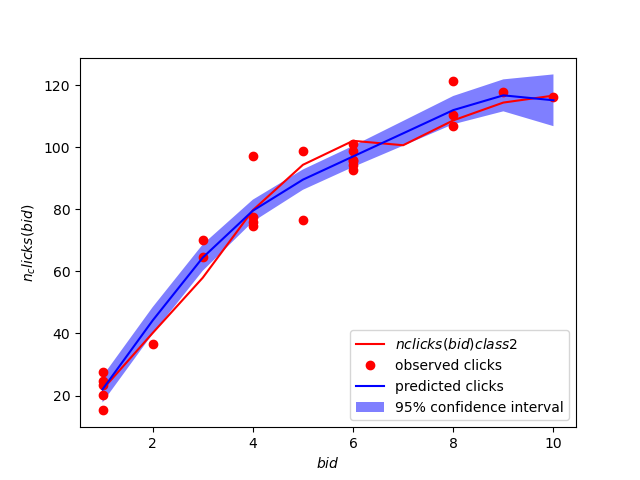 120
100
80
60
40
20
n_clicks(bid)
nclicks(bid)class2
observed clicks
predicted clicks
95% confidence interval
2
4
6
8
10
bid